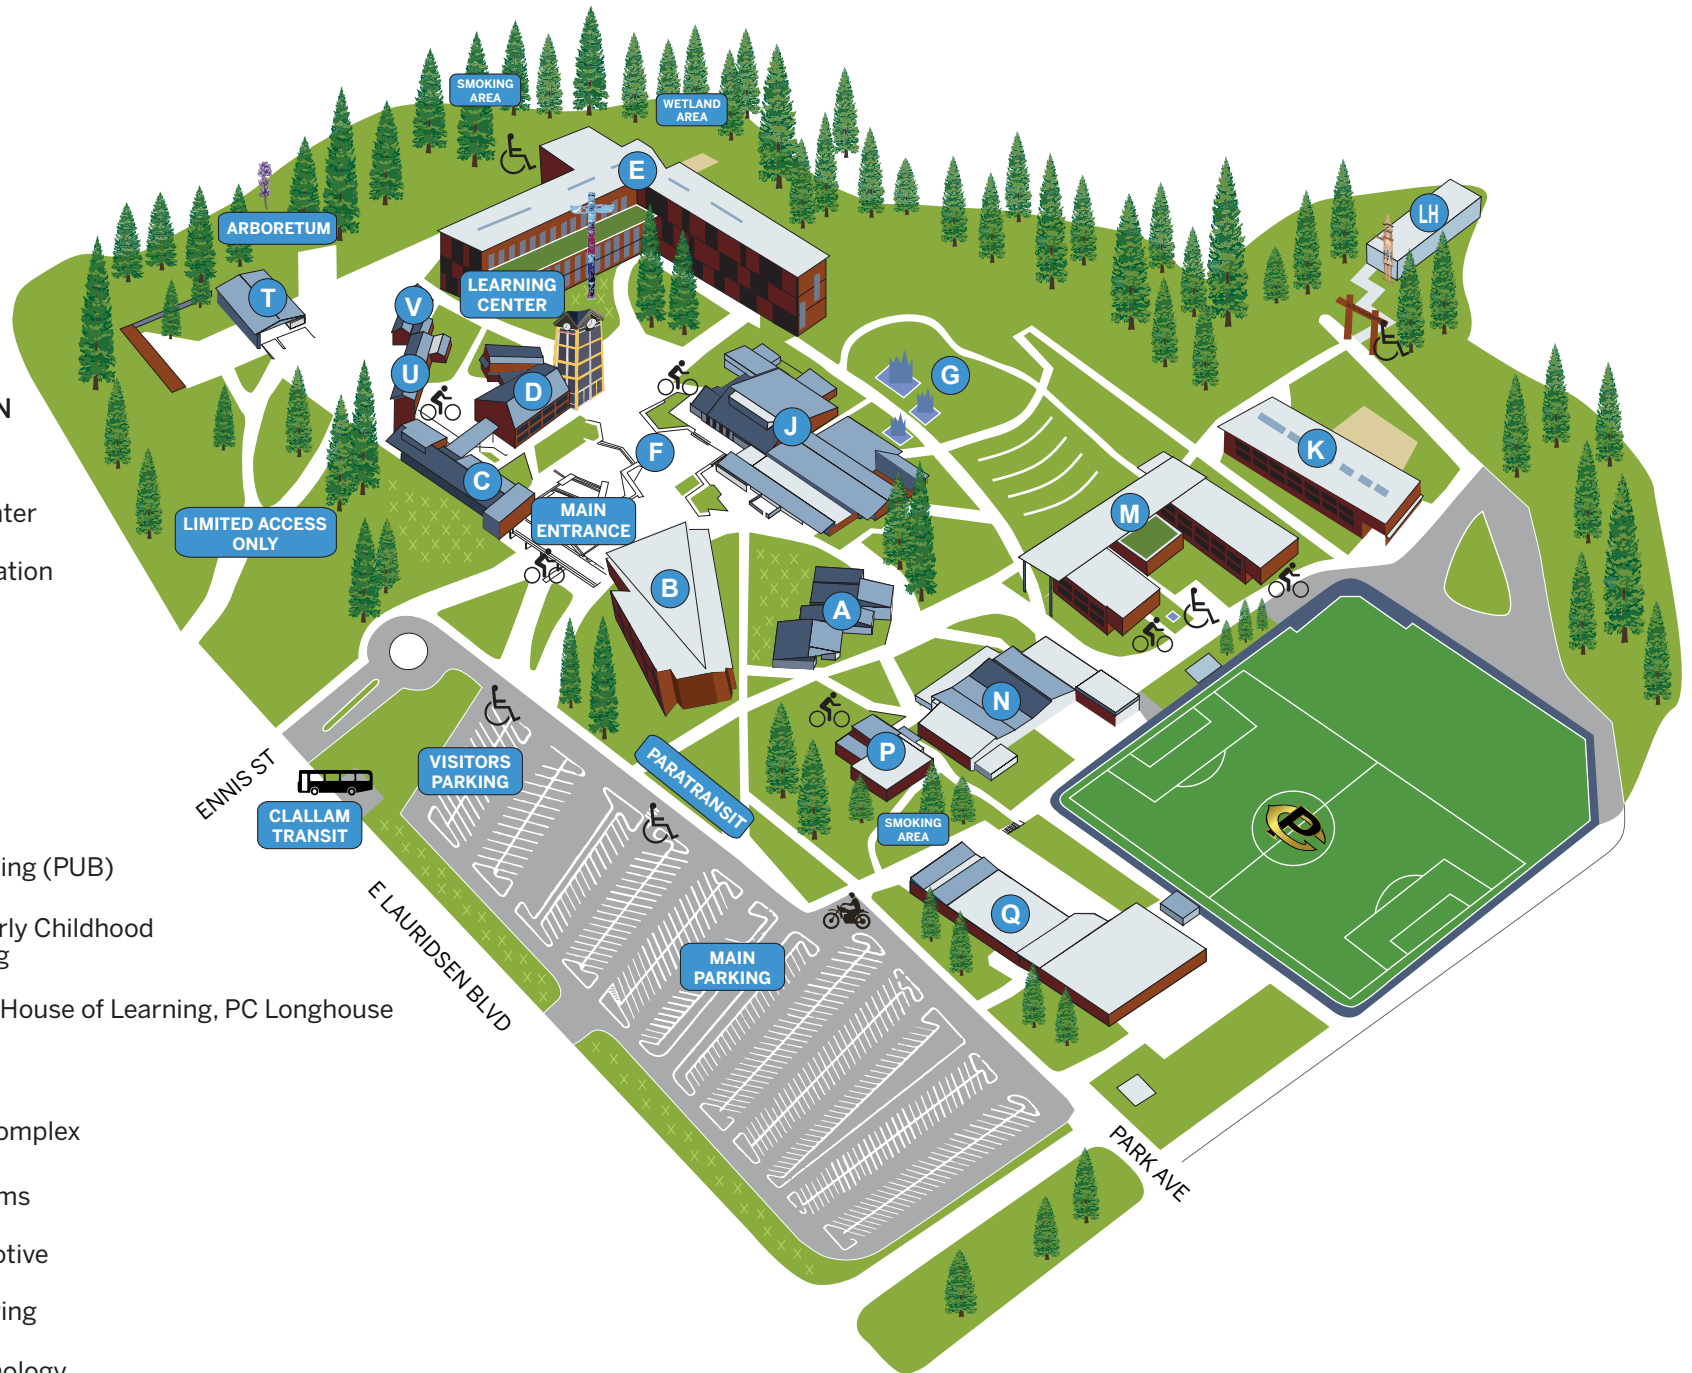 SMOKING
AREA
WETLAND
AREA
E
LH
ARBORETUM
T
LEARNING
CENTER
V
U
D
G
N
J
F
K
C
M
MAIN
ENTRANCE
nter
LIMITED ACCESS
ONLY
ation
B
A
N
P
ENNIS ST
VISITORS
PARKING
PARATRANSIT
CLALLAM
TRANSIT
SMOKING
AREA
P
ing (PUB)
E LAURIDSEN BLVD
Q
rly Childhood
g
MAIN
PARKING
House of Learning, PC Longhouse
omplex
PARK AVE
ms
otive
ing